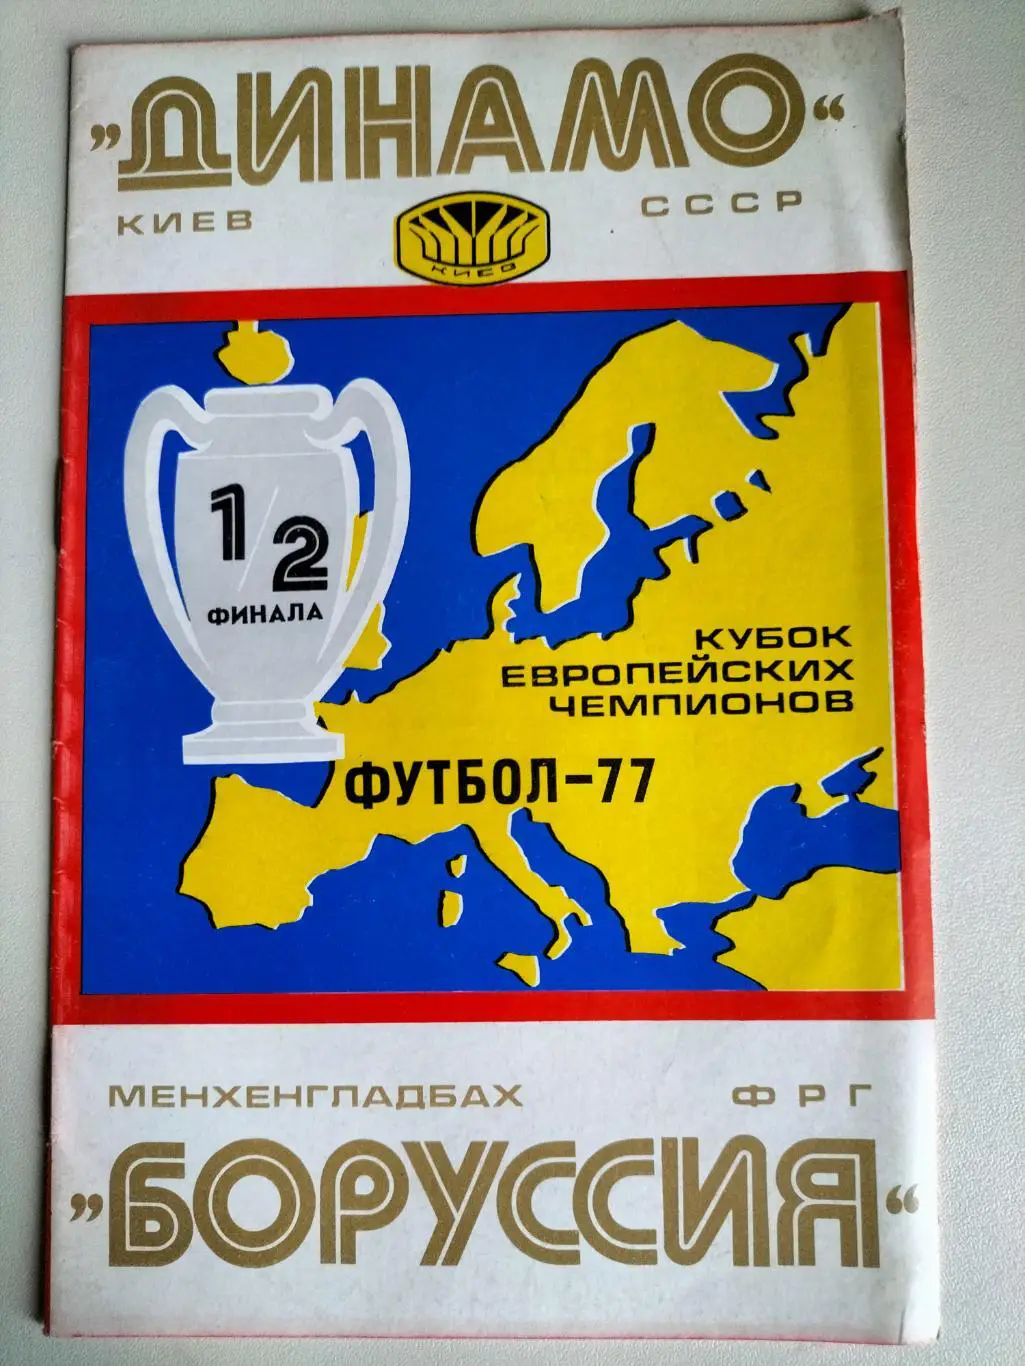 „ДИНАМО“
КИЕВ СССР
КИЕВ
1/2
ФИНАЛА
КУБОК
ЕВРОПЕЙСКИХ
ЧЕМПИОНОВ
ФУТБОЛ-77
МЕНХЕНГЛАДБАХ ФРГ
„БОРУССИЯ“